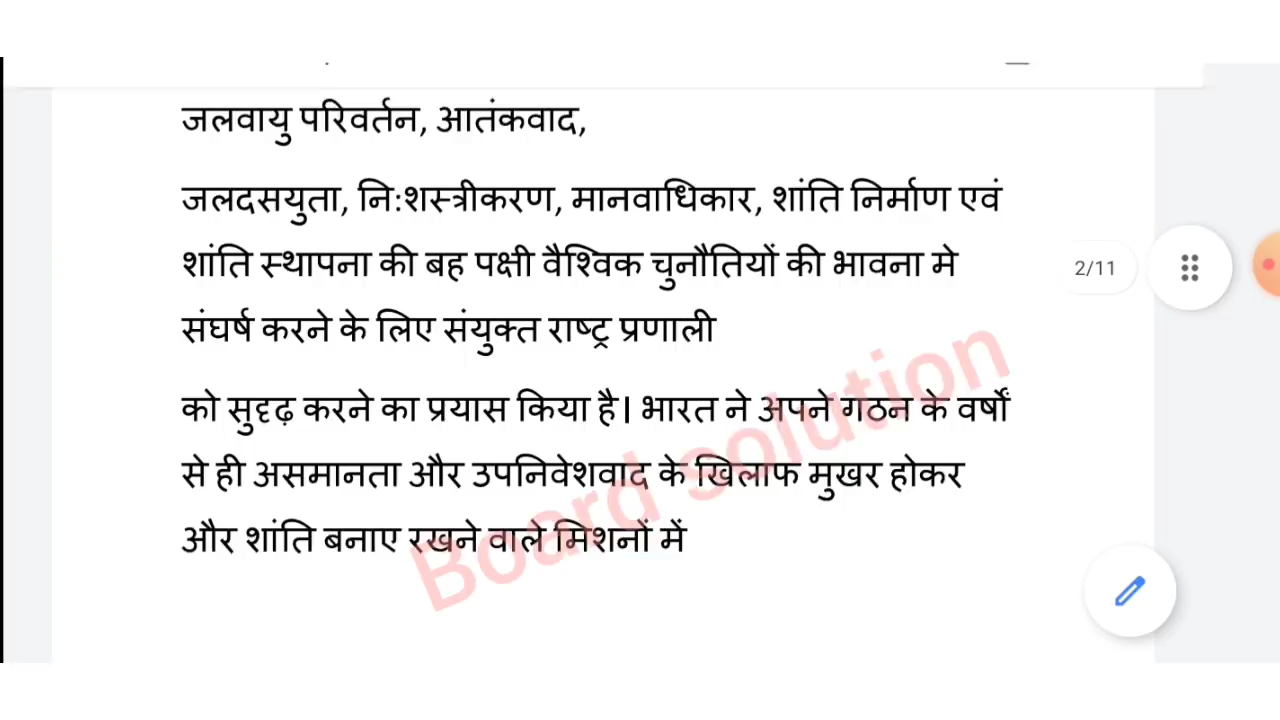 जलवायु परिवर्तन, आतंकवाद,
जलदसयुता, नि:शस्त्रीकरण, मानवाधिकार, शांति निर्माण एवं
शांति स्थापना की बह पक्षी वैश्विक चुनौतियों की भावना मे
2/11
संघर्ष करने के लिए संयुक्त राष्ट्र प्रणाली
को सुदृढ़ करने का प्रयास किया है। भारत ने अपने गठन के वर्षों
से ही असमानता और उपनिवेशवाद के खिलाफ मुखर होकर
और शांति बनाए रखने वाले मिशनों में
Board solution